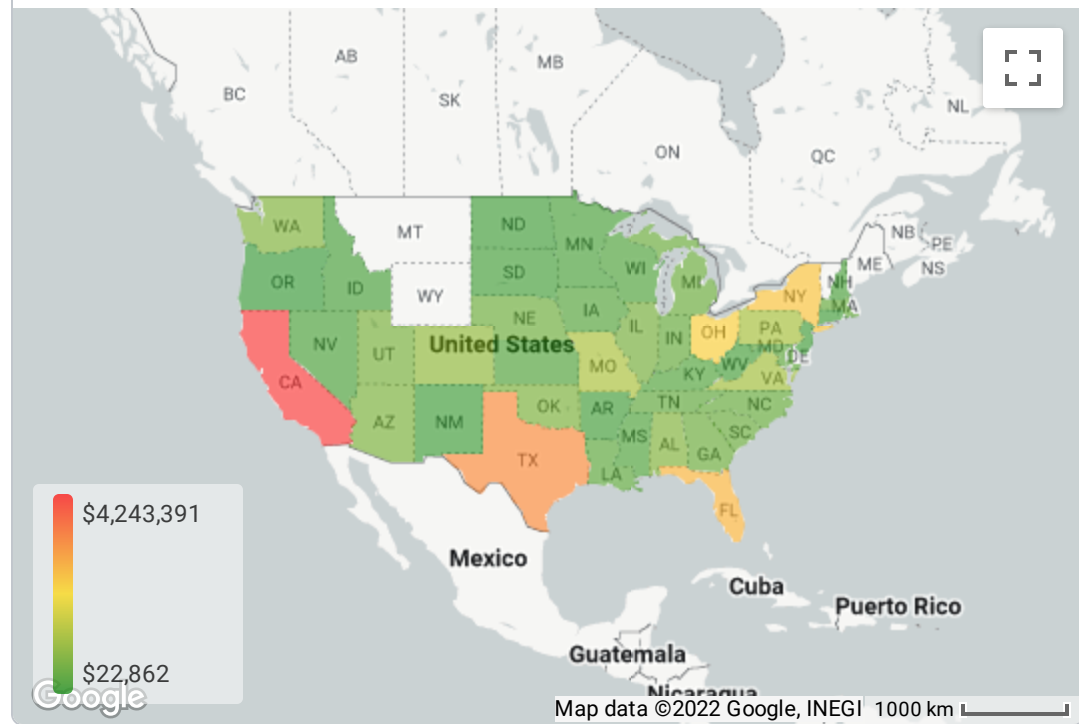 AB
MB
BC
SK
NL
ON
QC
WA
MT
ND
MN
NB
PE
ME
NS
OR
ID
SD
WI
MI
NH
WY
NY
MA
IA
NE
IL
IN
OH
PA
NV
UT
United States
MD
DE
WV
CA
MO
KY
VA
AZ
NM
OK
AR
TN
NC
MS
AL
GA
SC
TX
LA
FL
$4,243,391
$22,862
Mexico
Cuba
Puerto Rico
Guatemala
Nicaragua
Google
Map data ©2022 Google, INEGI 1000 km